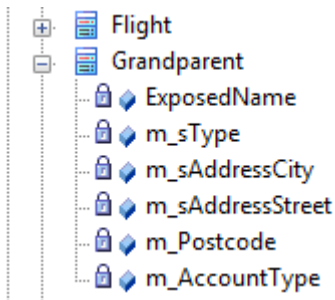 Flight
Grandparent
ExposedName
m_sType
m_sAddressCity
m_sAddressStreet
m_Postcode
m_AccountType